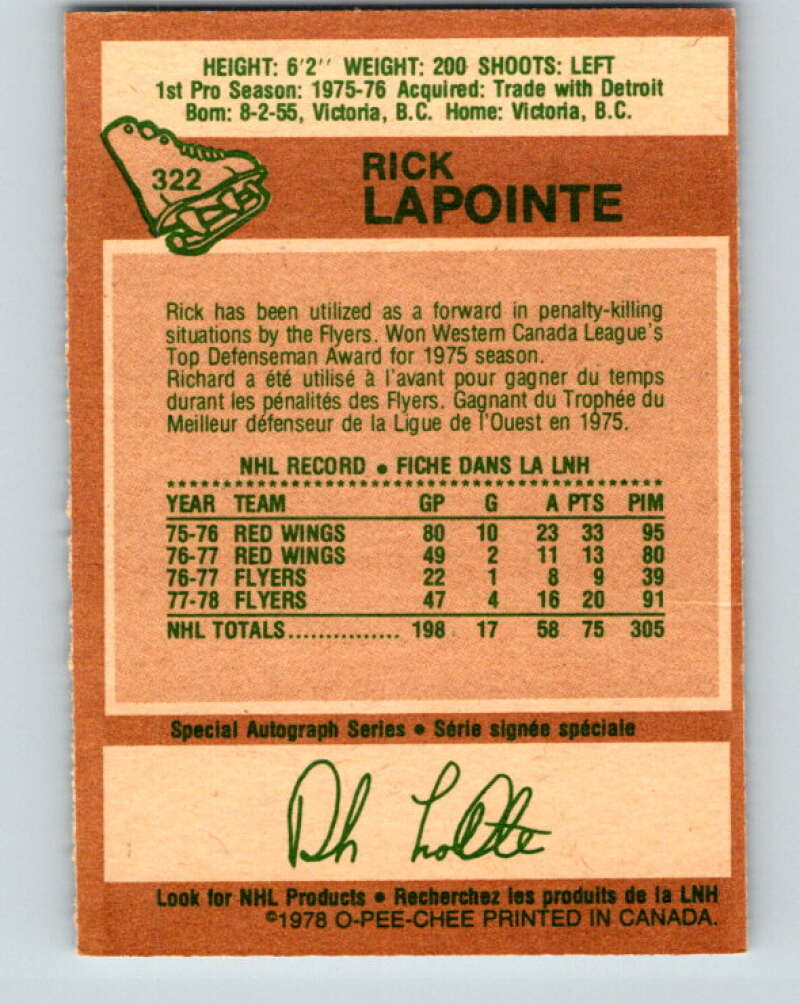 HEIGHT: 6'2'' WEIGHT: 200 SHOOTS: LEFT
1st Pro Season: 1975-76 Acquired: Trade with Detroit
Born: 8-2-55, Victoria, B.C. Home: Victoria, B.C.
322
RICK
LAPOINTE
Rick has been utilized as a forward in penalty-killing
situations by the Flyers. Won Western Canada League's
Top Defenseman Award for 1975 season.
Richard a été utilisé à l'avant pour gagner du temps
durant les pénalités des Flyers. Gagnant du Trophée du
Meilleur défenseur de la Ligue de l'Ouest en 1975.
NHL RECORD • FICHE DANS LA LNH
YEAR TEAM GP G A PTS PIM
75-76 RED WINGS 80 10 23 33 95
76-77 RED WINGS 49 2 11 13 80
76-77 FLYERS 22 1 8 9 39
77-78 FLYERS 47 4 16 20 91
NHL TOTALS............... 198 17 58 75 305
Special Autograph Series • Série signée spéciale
Look for NHL Products • Recherchez les produits de la LNH
©1978 O-PEE-CHEE PRINTED IN CANADA.